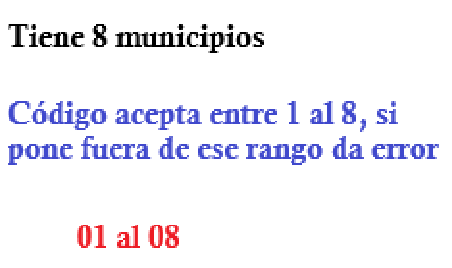 Tiene 8 municipios
Código acepta entre 1 al 8, si
pone fuera de ese rango da error
01 al 08